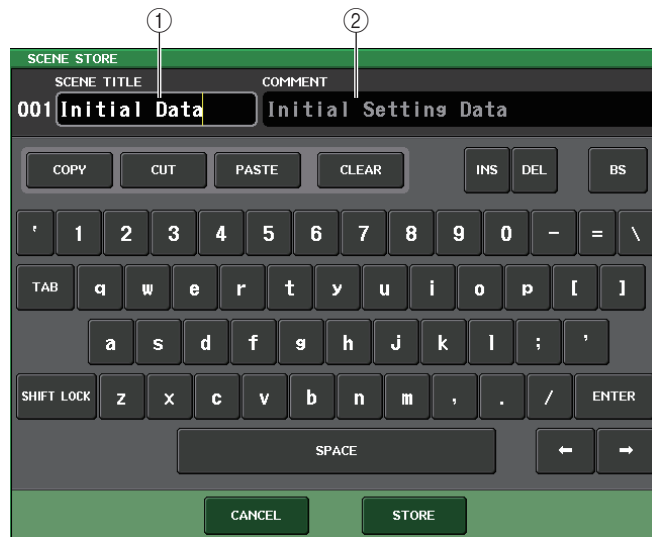 ① ②
SCENE STORE
SCENE TITLE COMMENT
001 Initial Data Initial Setting Data
COPY CUT PASTE CLEAR INS DEL BS
' 1 2 3 4 5 6 7 8 9 0 - = \
TAB q w e r t y u i o p [ ]
a s d f g h j k l ; '
SHIFT LOCK z x c v b n m , . / ENTER
SPACE ← →
CANCEL STORE